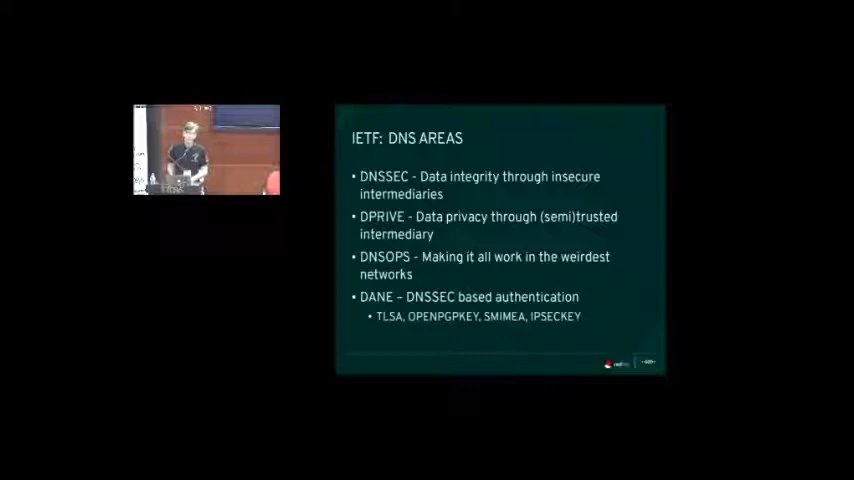 IETF: DNS AREAS
• DNSSEC - Data integrity through insecure
intermediaries
• DPRIVE - Data privacy through (semi)trusted
intermediary
• DNSOPS - Making it all work in the weirdest
networks
• DANE – DNSSEC based authentication
• TLSA, OPENPGPKEY, SMIMEA, IPSECKEY